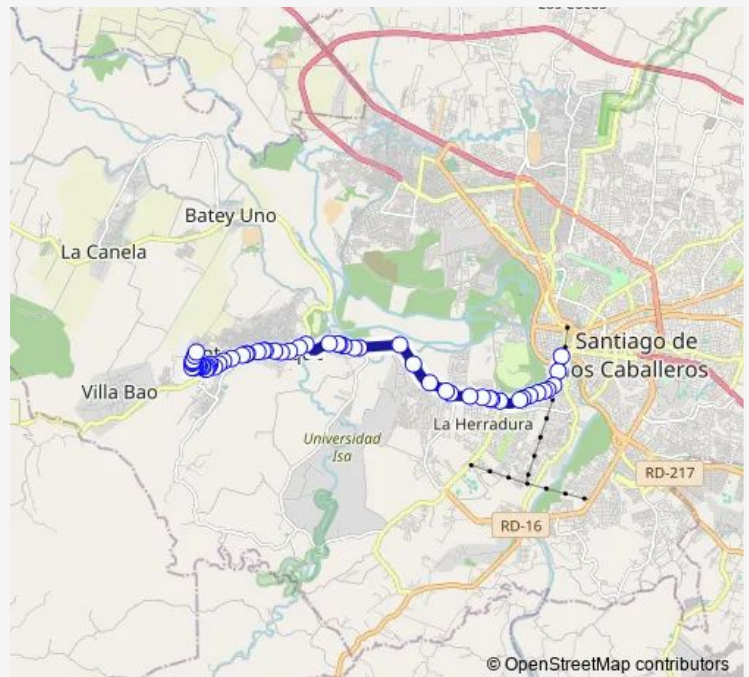 Batey Uno
La Canela
Santiago de
os Caballeros
Villa Bao
La Herradura
Universidad
Isa
RD-217
RD-16
© OpenStreetMap contributors